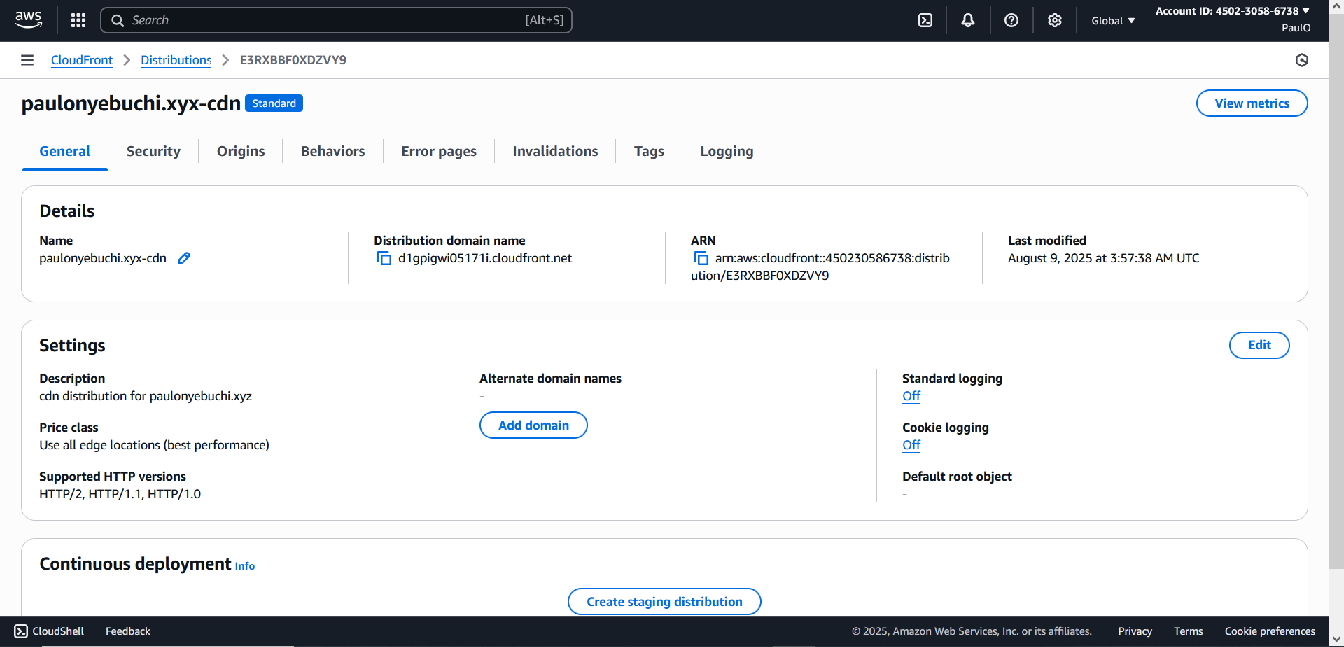 aws
Search
[Alt+S]
Global ▼
Account ID: 4502-3058-6738 ▼
PaulO
CloudFront > Distributions > E3RXBBF0XDZVY9
paulonyebuchi.xyx-cdn
Standard
View metrics
General
Security
Origins
Behaviors
Error pages
Invalidations
Tags
Logging
Details
Name
paulonyebuchi.xyx-cdn
Distribution domain name
d1gpigwi05171i.cloudfront.net
ARN
arn:aws:cloudfront::450230586738:distrib
ution/E3RXBBF0XDZVY9
Last modified
August 9, 2025 at 3:57:38 AM UTC
Settings
Edit
Description
cdn distribution for paulonyebuchi.xyz
Price class
Use all edge locations (best performance)
Supported HTTP versions
HTTP/2, HTTP/1.1, HTTP/1.0
Alternate domain names
-
Add domain
Standard logging
Off
Cookie logging
Off
Default root object
-
Continuous deployment Info
Create staging distribution
CloudShell
Feedback
© 2025, Amazon Web Services, Inc. or its affiliates.
Privacy
Terms
Cookie preferences